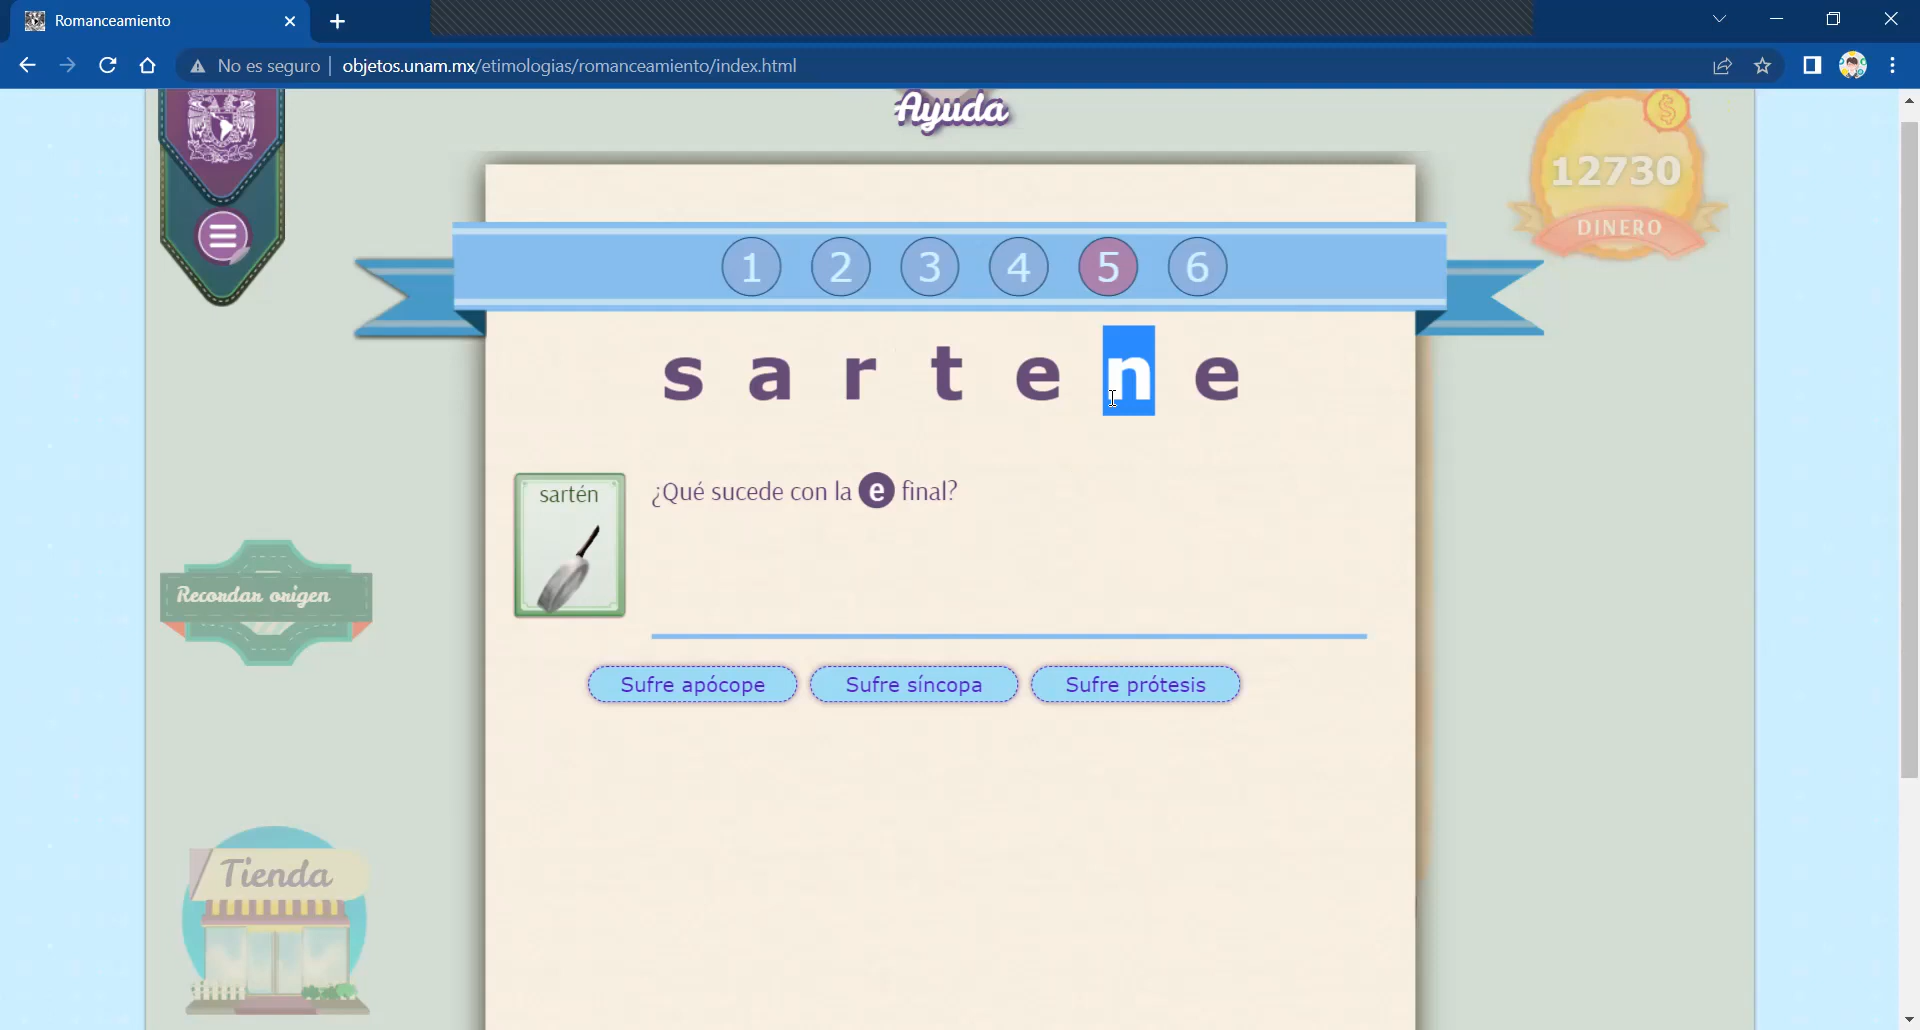 Romanceamiento
No es seguro | objetos.unam.mx/etimologias/romanceamiento/index.html
Ayuda
12730
DINERO
1 2 3 4 5 6
s a r t e n e
sartén
¿Qué sucede con la e final?
Recordar origen
Sufre apócope Sufre síncopa Sufre prótesis
Tienda